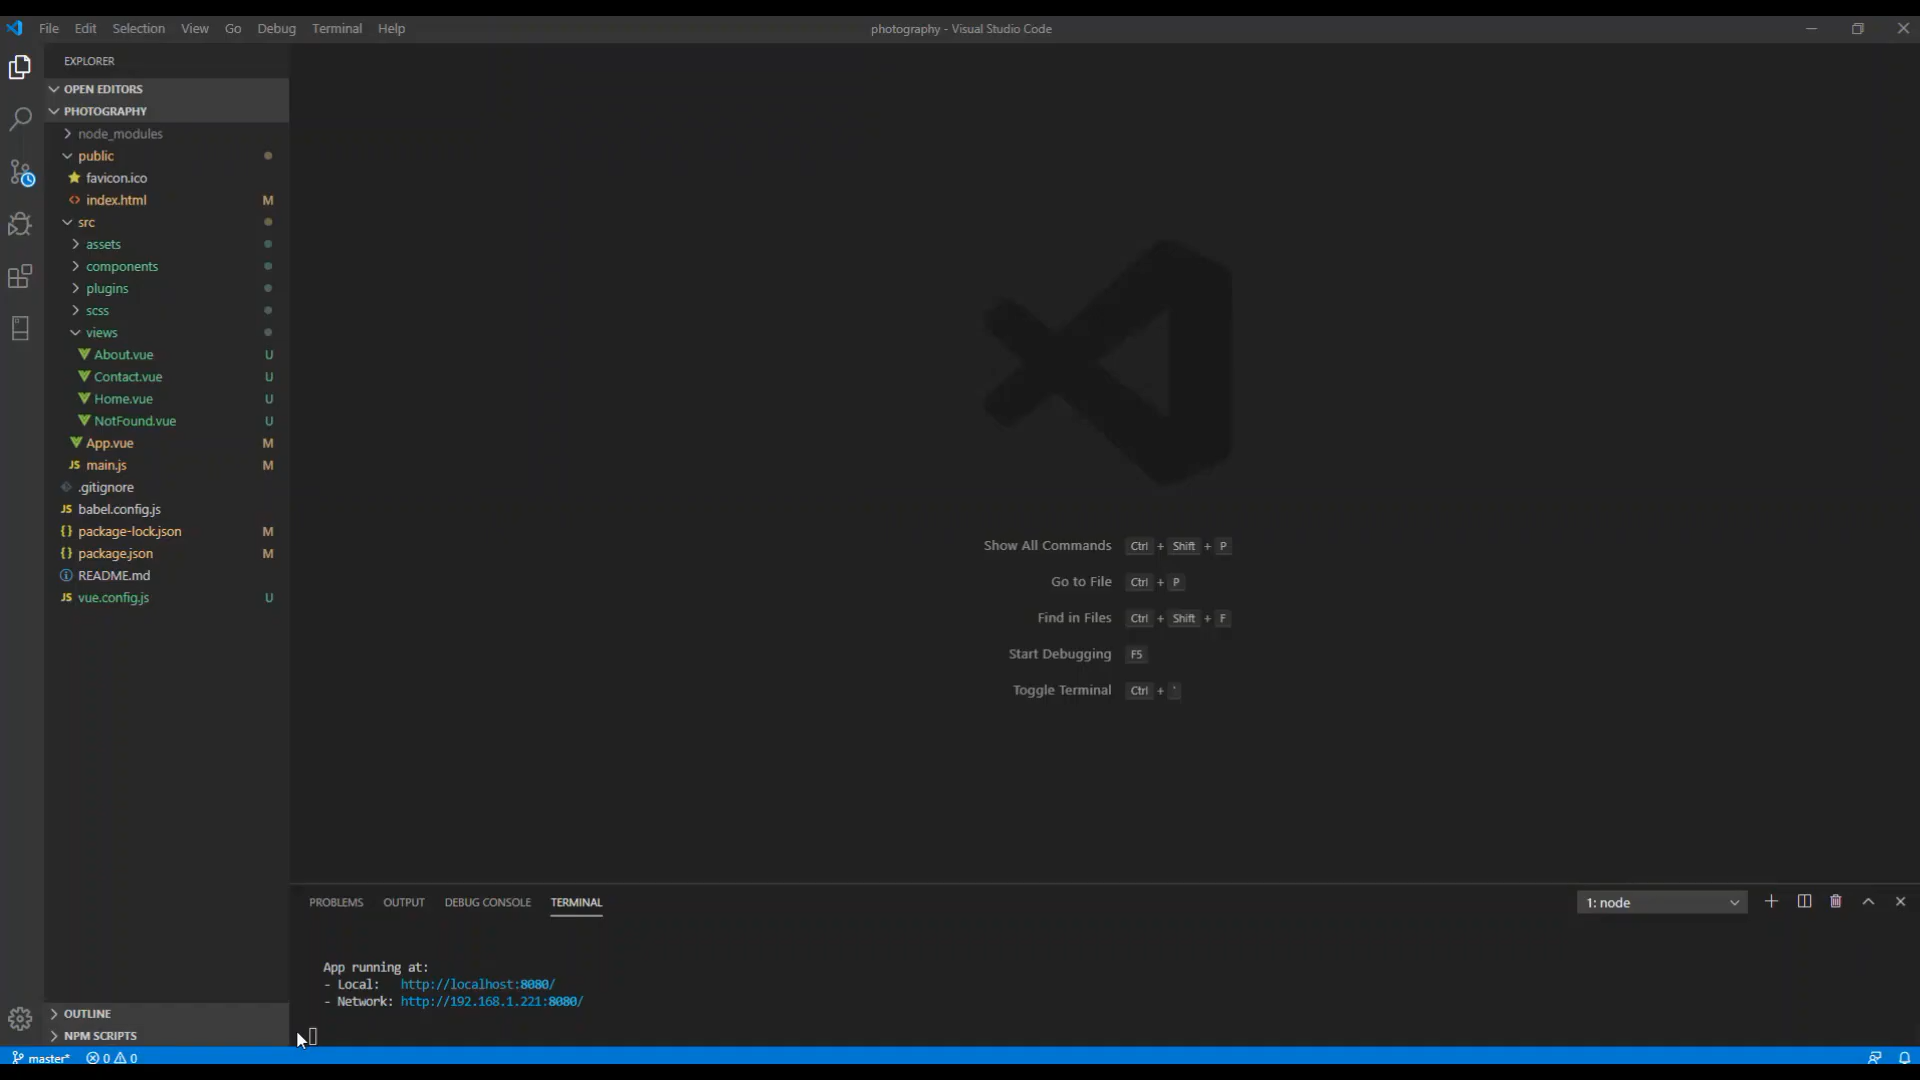 File Edit Selection View Go Debug Terminal Help
photography - Visual Studio Code
EXPLORER
OPEN EDITORS
PHOTOGRAPHY
node_modules
public
favicon.ico
index.html M
src
assets
components
plugins
scss
views
About.vue U
Contact.vue U
Home.vue U
NotFound.vue U
App.vue M
JS main.js M
.gitignore
JS babel.config.js
{} package-lock.json M
{} package.json M
README.md
JS vue.config.js U
OUTLINE
NPM SCRIPTS
Show All Commands Ctrl + Shift + P
Go to File Ctrl + P
Find in Files Ctrl + Shift + F
Start Debugging F5
Toggle Terminal Ctrl + `
PROBLEMS OUTPUT DEBUG CONSOLE TERMINAL
1: node
App running at:
- Local: http://localhost:8080/
- Network: http://192.168.1.221:8080/
master* 0 0